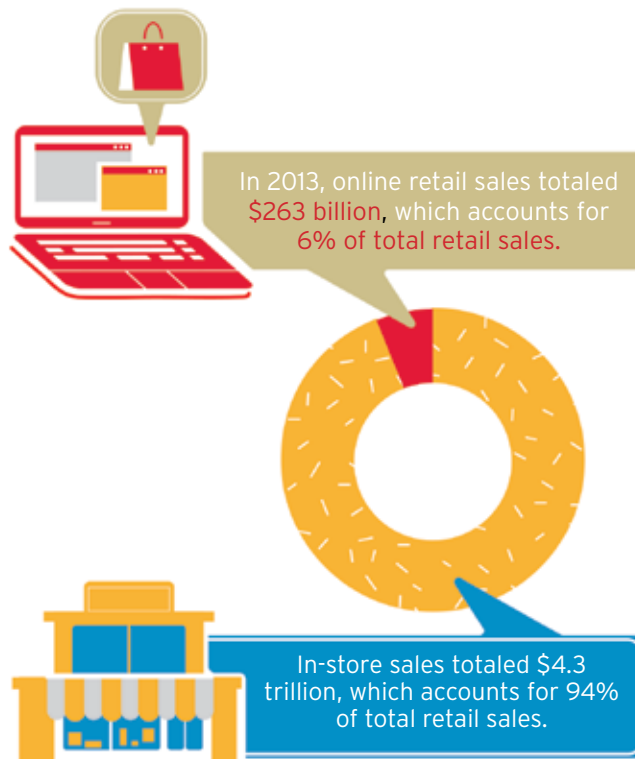 In 2013, online retail sales totaled
$263 billion, which accounts for
6% of total retail sales.
In-store sales totaled $4.3
trillion, which accounts for 94%
of total retail sales.